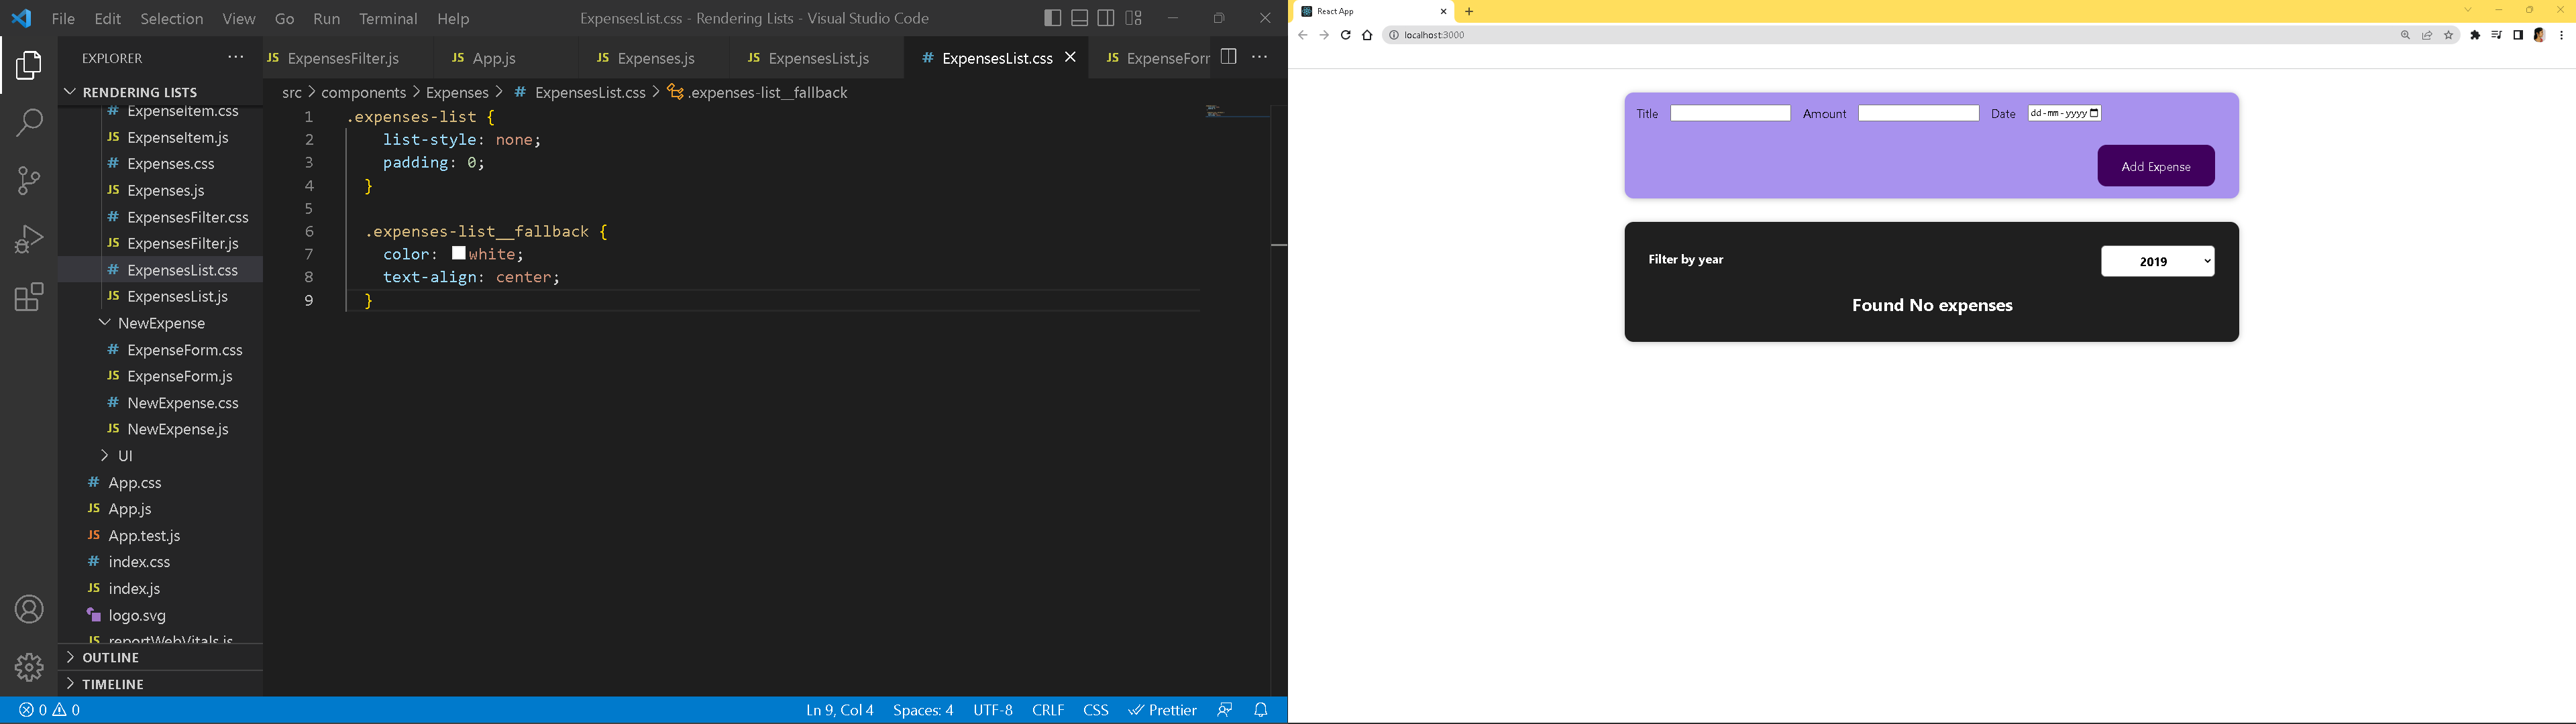 File Edit Selection View Go Run Terminal Help
ExpensesList.css - Rendering Lists - Visual Studio Code
EXPLORER
RENDERING LISTS
ExpenseItem.css
JS ExpenseItem.js
# Expenses.css
JS Expenses.js
# ExpensesFilter.css
JS ExpensesFilter.js
# ExpensesList.css
JS ExpensesList.js
NewExpense
# ExpenseForm.css
JS ExpenseForm.js
# NewExpense.css
JS NewExpense.js
UI
# App.css
JS App.js
JS App.test.js
# index.css
JS index.js
logo.svg
JS reportWebVitals.js
OUTLINE
TIMELINE
JS ExpensesFilter.js JS App.js JS Expenses.js JS ExpensesList.js # ExpensesList.css JS ExpenseForr
src > components > Expenses > # ExpensesList.css > .expenses-list__fallback
1 .expenses-list {
2 list-style: none;
3 padding: 0;
4 }
5
6 .expenses-list__fallback {
7 color: white;
8 text-align: center;
9 }
0 0
Ln 9, Col 4 Spaces: 4 UTF-8 CRLF CSS Prettier
React App
localhost:3000
Title Amount Date dd-mm-yyyy
Add Expense
Filter by year 2019
Found No expenses